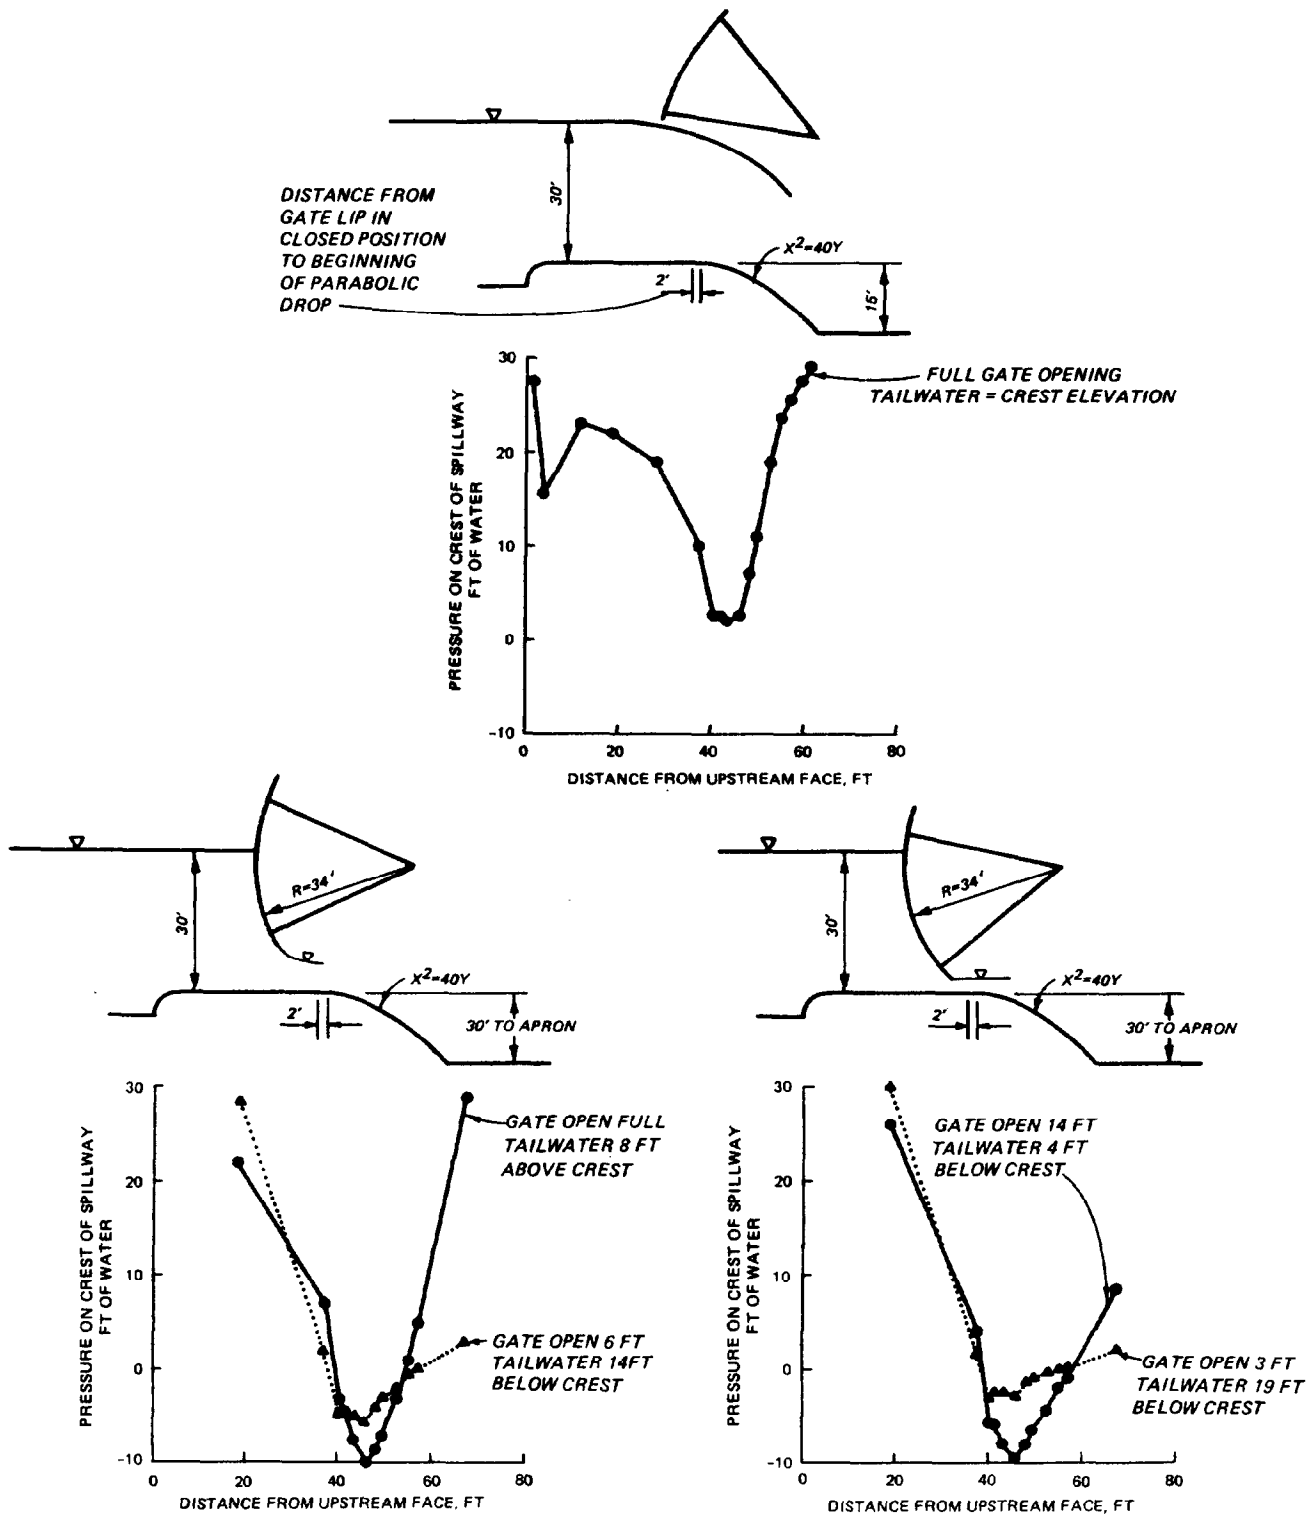 DISTANCE FROM
GATE LIP IN
CLOSED POSITION
TO BEGINNING
OF PARABOLIC
DROP
30'
2'
X²=40Y
15'
30
20
10
0
-10
0 20 40 60 80
PRESSURE ON CREST OF SPILLWAY
FT OF WATER
DISTANCE FROM UPSTREAM FACE, FT
FULL GATE OPENING
TAILWATER = CREST ELEVATION
R=34'
30'
2'
X²=40Y
30' TO APRON
30
20
10
0
-10
0 20 40 60 80
PRESSURE ON CREST OF SPILLWAY
FT OF WATER
DISTANCE FROM UPSTREAM FACE, FT
GATE OPEN FULL
TAILWATER 8 FT
ABOVE CREST
GATE OPEN 6 FT
TAILWATER 14FT
BELOW CREST
R=34'
30'
2'
X²=40Y
30' TO APRON
30
20
10
0
-10
0 20 40 60 80
PRESSURE ON CREST OF SPILLWAY
FT OF WATER
DISTANCE FROM UPSTREAM FACE, FT
GATE OPEN 14 FT
TAILWATER 4 FT
BELOW CREST
GATE OPEN 3 FT
TAILWATER 19 FT
BELOW CREST